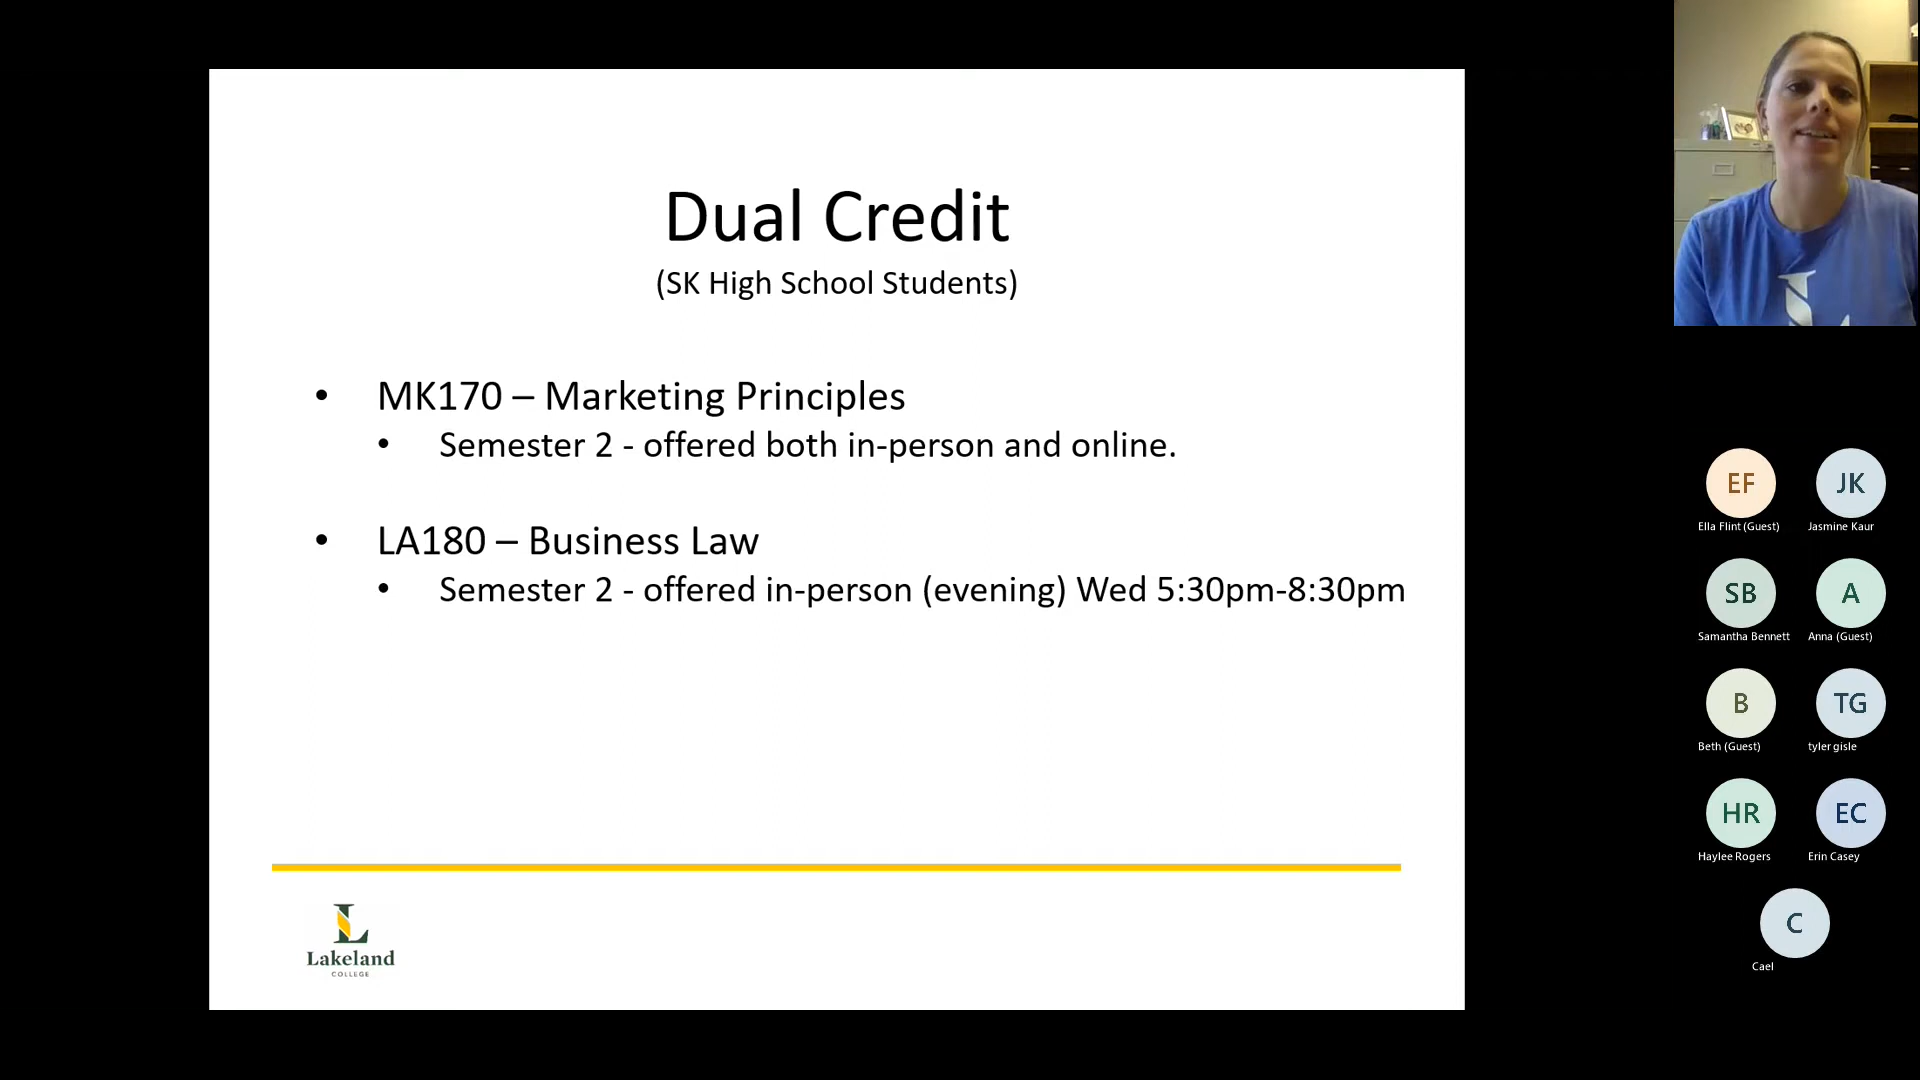 Dual Credit
(SK High School Students)
• MK170 – Marketing Principles
• Semester 2 - offered both in-person and online.
• LA180 – Business Law
• Semester 2 - offered in-person (evening) Wed 5:30pm-8:30pm
L
Lakeland
COLLEGE
EF
JK
Ella Flint (Guest)
Jasmine Kaur
SB
A
Samantha Bennett
Anna (Guest)
B
TG
Beth (Guest)
tyler gisle
HR
EC
Haylee Rogers
Erin Casey
C
Cael